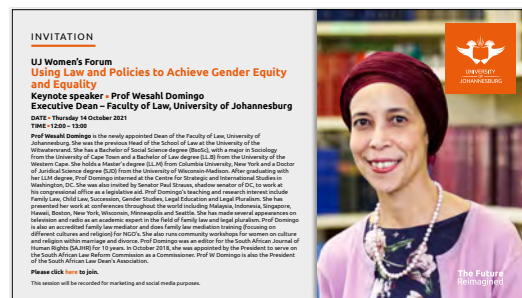 INVITATION
UJ Women's Forum
Using Law and Policies to Achieve Gender Equity
and Equality
Keynote speaker • Prof Wesahl Domingo
Executive Dean – Faculty of Law, University of Johannesburg
DATE • Thursday 14 October 2021
TIME • 12:00 – 13:00
Prof Wesahl Domingo is the newly appointed Dean of the Faculty of Law, University of
Johannesburg. She was the previous Head of the School of Law at the University of the
Witwatersrand. She has a Bachelor of Social Science degree (BsoSc), with a major in Sociology
from the University of Cape Town and a Bachelor of Law degree (LLB) from the University of the
Western Cape. She holds a Master's degree (LL.M) from Columbia University, New York and a Doctor
of Juridical Science degree (SJD) from the University of Wisconsin-Madison. After graduating with
her LLM degree, Prof Domingo interned at the Centre for Strategic and International Studies in
Washington, DC. She was also invited by Senator Paul Strauss, shadow senator of DC, to work at
his congressional office as a legislative aid. Prof Domingo's teaching and research interest include
Family Law, Child Law, Succession, Gender Studies, Legal Education and Legal Pluralism. She has
presented her work at conferences throughout the world including Malaysia, Indonesia, Singapore,
Hawaii, Boston, New York, Wisconsin, Minneapolis and Seattle. She has made several appearances on
television and radio as an academic expert in the field of family law and legal pluralism. Prof Domingo
is also an accredited family law mediator and does family law mediation training (focusing on
different cultures and religion) for NGO's. She also runs community workshops for women on culture
and religion within marriage and divorce. Prof Domingo was an editor for the South African Journal of
Human Rights (SAJHR) for 10 years. In October 2018, she was appointed by the President to serve on
the South African Law Reform Commission as a Commissioner. Prof W Domingo is also the President
of the South African Law Dean's Association.
Please click here to join.
This session will be recorded for marketing and social media purposes.
UNIVERSITY
OF
JOHANNESBURG
The Future
Reimagined